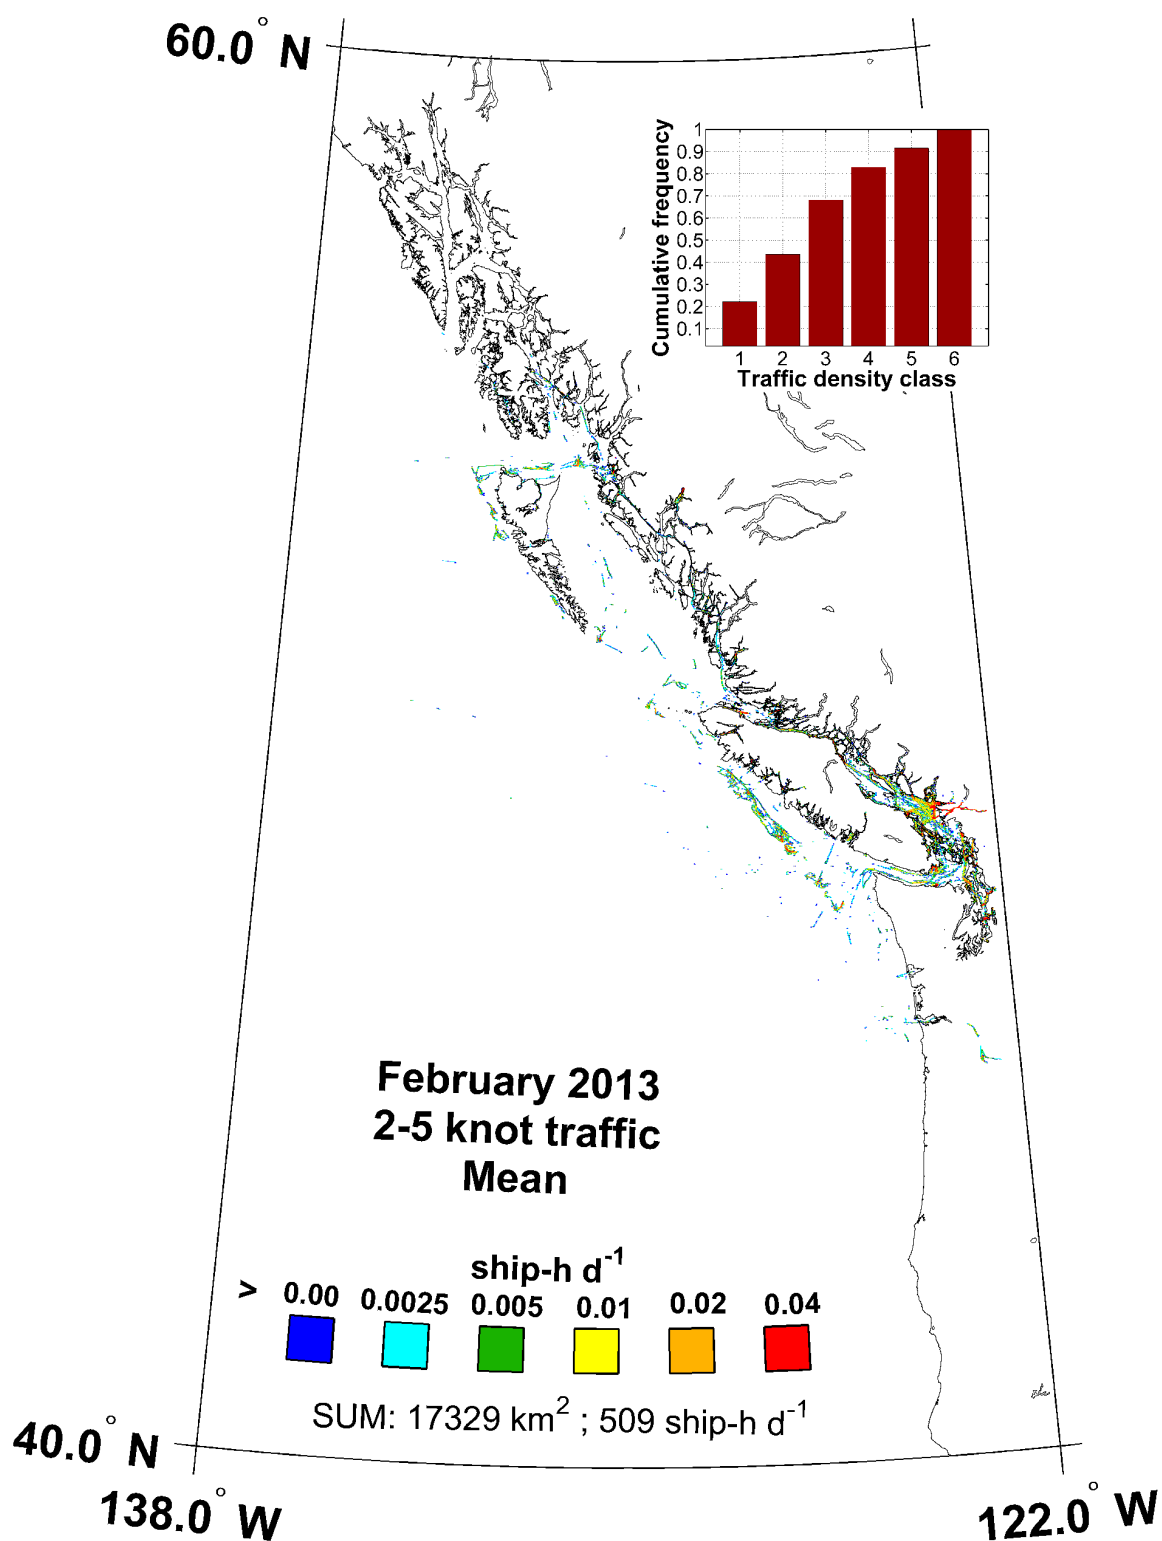 60.0° N
Cumulative frequency
1
0.9
0.8
0.7
0.6
0.5
0.4
0.3
0.2
0.1
1 2 3 4 5 6
Traffic density class
February 2013
2-5 knot traffic
Mean
ship-h d⁻¹
> 0.00 0.0025 0.005 0.01 0.02 0.04
SUM: 17329 km² ; 509 ship-h d⁻¹
40.0° N
138.0° W
122.0° W